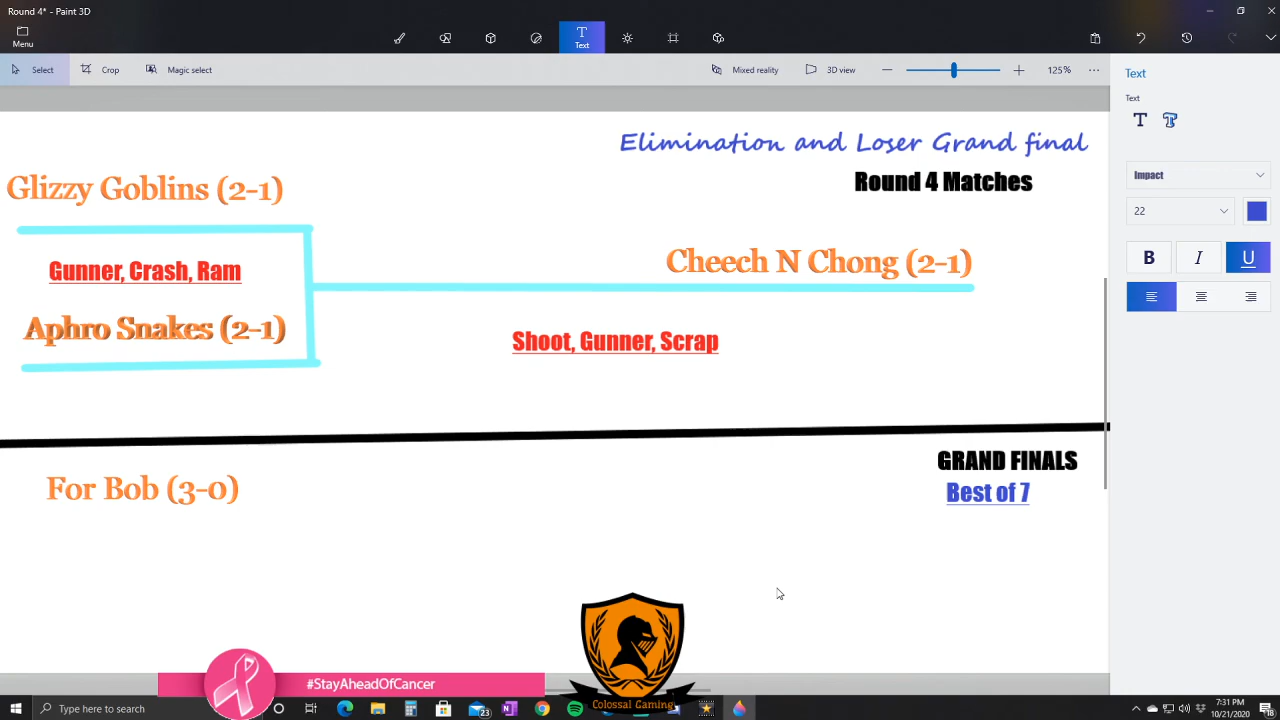 Round 4* - Paint 3D
Menu
Text
Select
Crop
Magic select
Mixed reality
3D view
125%
Text
Text
Impact
22
B
I
U
Elimination and Loser Grand final
Round 4 Matches
Glizzy Goblins (2-1)
Gunner, Crash, Ram
Aphro Snakes (2-1)
Cheech N Chong (2-1)
Shoot, Gunner, Scrap
GRAND FINALS
Best of 7
For Bob (3-0)
#StayAheadOfCancer
Colossal Gaming
Type here to search
23
7:31 PM
10/21/2020
18